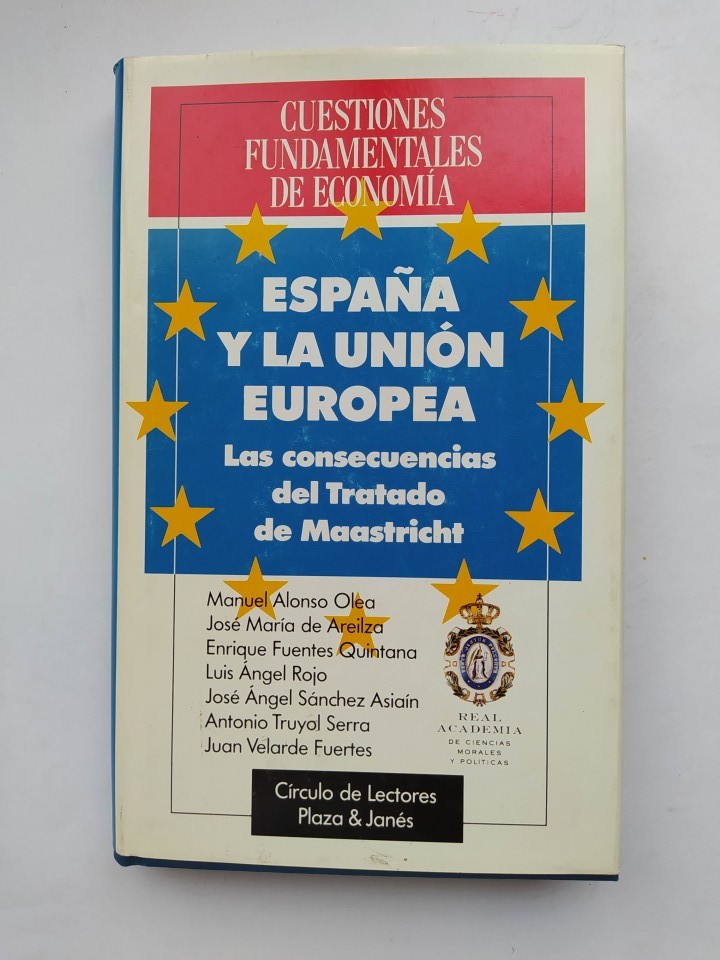 CUESTIONES
FUNDAMENTALES
DE ECONOMÍA
ESPAÑA
Y LA UNIÓN
EUROPEA
Las consecuencias
del Tratado
de Maastricht
Manuel Alonso Olea
José María de Areilza
Enrique Fuentes Quintana
Luis Ángel Rojo
José Ángel Sánchez Asiaín
Antonio Truyol Serra
Juan Velarde Fuertes
REAL
ACADEMIA
DE CIENCIAS
MORALES
Y POLÍTICAS
Círculo de Lectores
Plaza & Janés